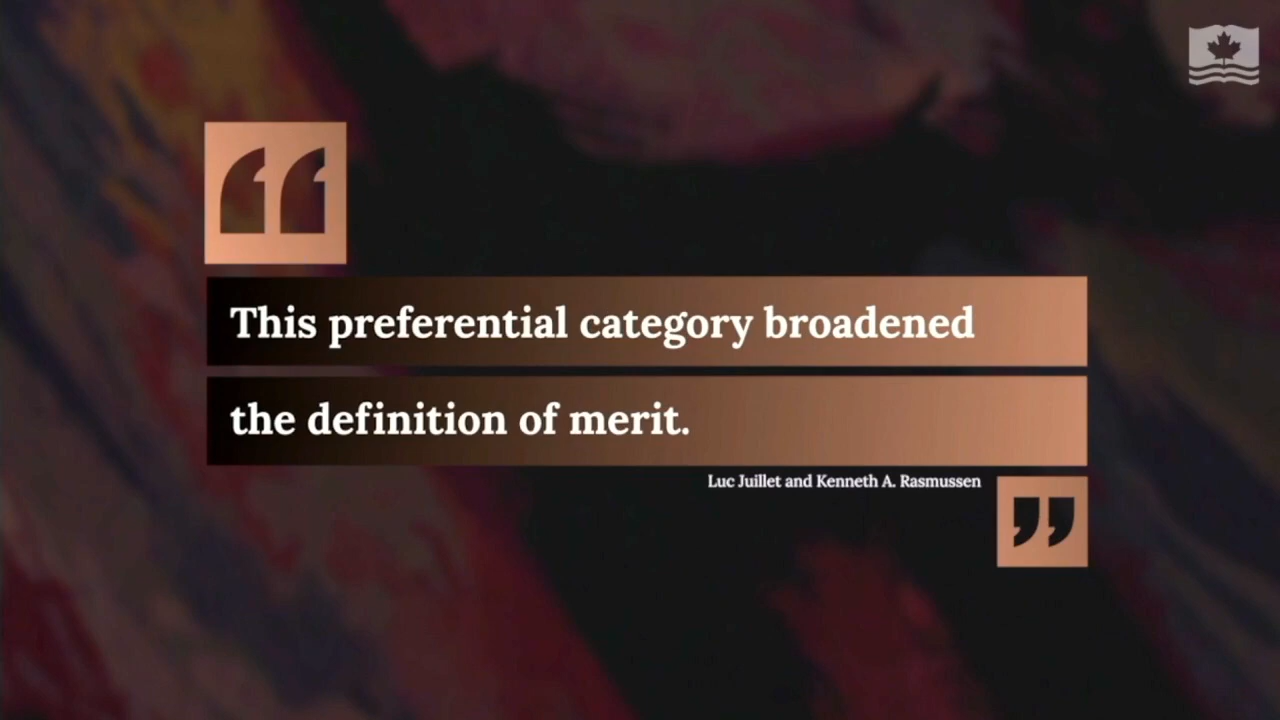 This preferential category broadened
the definition of merit.
Luc Juillet and Kenneth A. Rasmussen